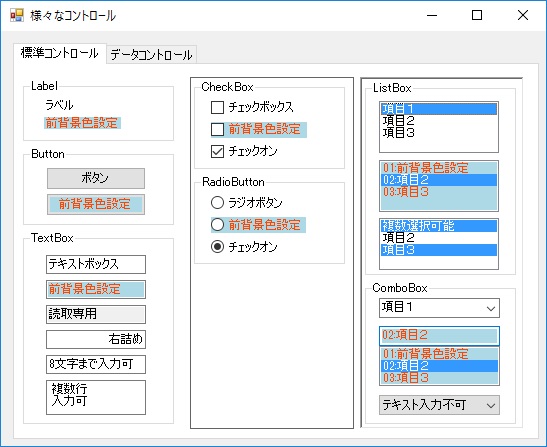 様々なコントロール
標準コントロール
データコントロール
Label
ラベル
前背景色設定
Button
ボタン
前背景色設定
TextBox
テキストボックス
前背景色設定
読取専用
右詰め
8文字まで入力可
複数行
入力可
CheckBox
チェックボックス
前背景色設定
チェックオン
RadioButton
ラジオボタン
前背景色設定
チェックオン
ListBox
項目1
項目2
項目3
01:前背景色設定
02:項目2
03:項目3
複数選択可能
項目2
項目3
ComboBox
項目1
02:項目2
01:前背景色設定
02:項目2
03:項目3
テキスト入力不可